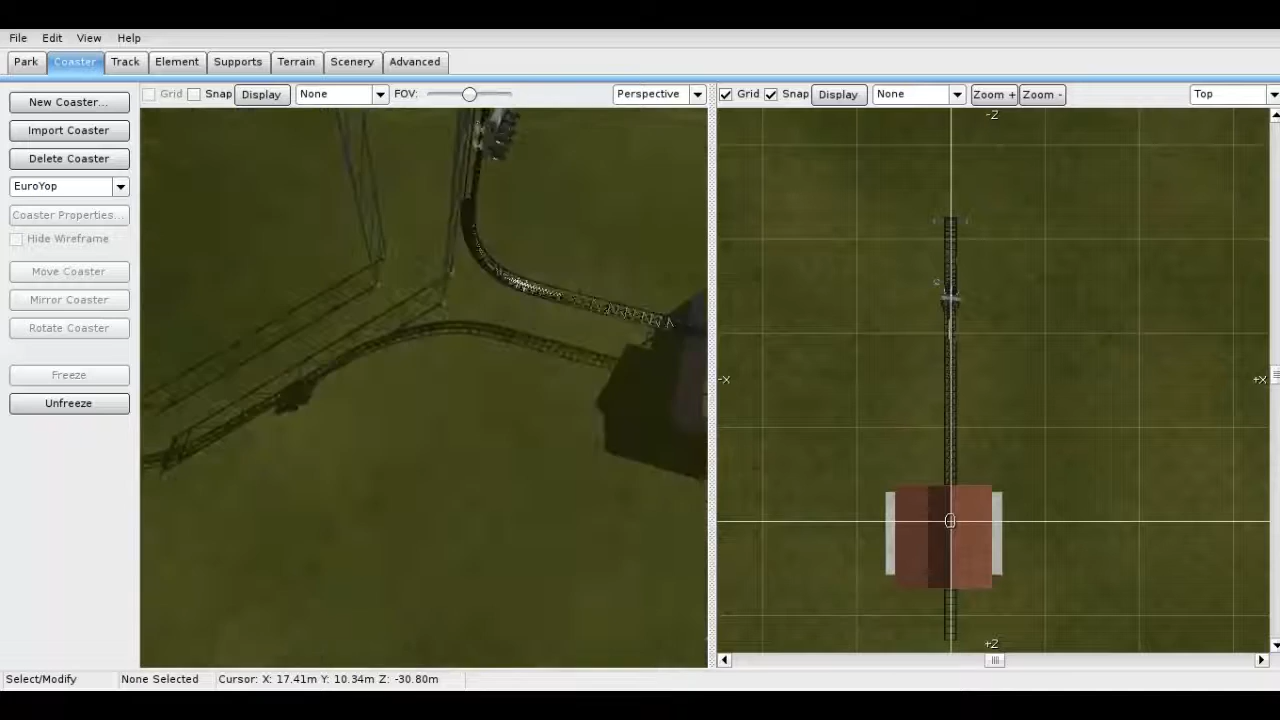 File Edit View Help
Park Coaster Track Element Supports Terrain Scenery Advanced
New Coaster...
Import Coaster
Delete Coaster
EuroYop
Coaster Properties...
Hide Wireframe
Move Coaster
Mirror Coaster
Rotate Coaster
Freeze
Unfreeze
Grid Snap Display None FOV: Perspective
Grid Snap Display None Zoom + Zoom - Top
-Z
-X
+X
+Z
Select/Modify None Selected Cursor: X: 17.41m Y: 10.34m Z: -30.80m